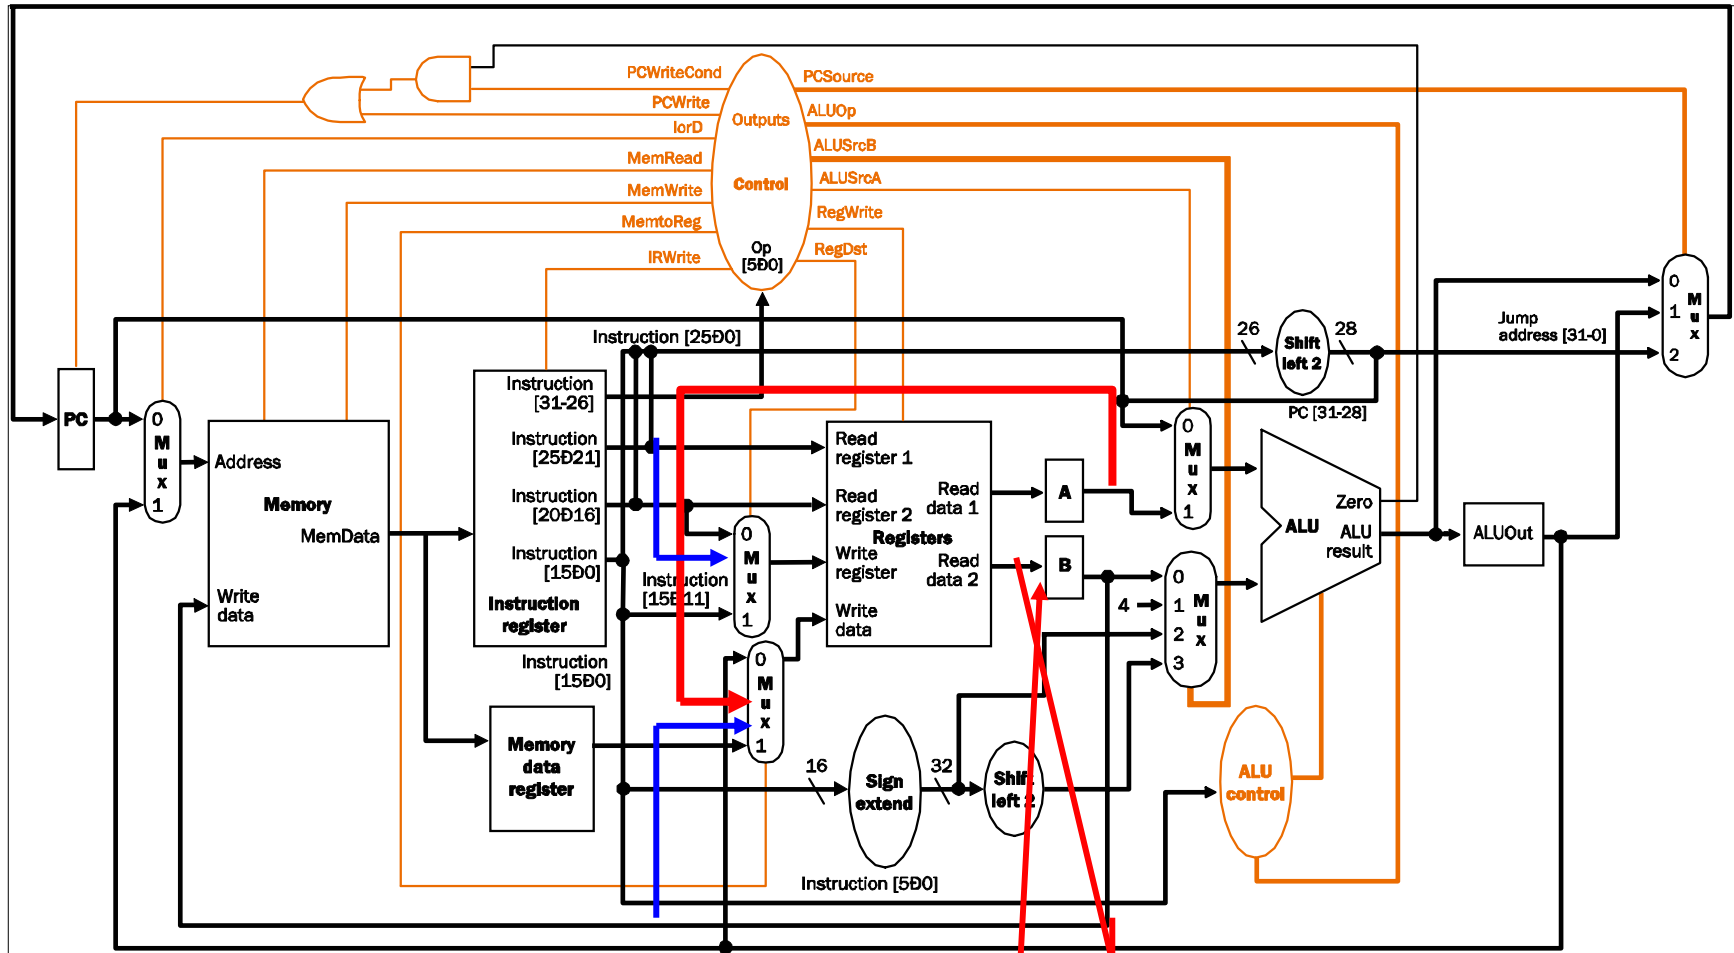 PCWriteCond
PCSource
PCWrite
ALUOp
Outputs
IorD
ALUSrcB
MemRead
Control
ALUSrcA
MemWrite
RegWrite
MemtoReg
Op
[5Ð0]
RegDst
IRWrite
0
1
2
M
u
x
Instruction [25Ð0]
26
Shift
left 2
28
Jump
address [31-0]
PC [31-28]
PC
0
M
u
x
1
Address
Memory
MemData
Write
data
Instruction
[31-26]
Instruction
[25Ð21]
Instruction
[20Ð16]
Instruction
[15Ð0]
Instruction
register
Instruction
[15Ð11]
0
M
u
x
1
Read
register 1
Read
register 2
Registers
Write
register
Write
data
Read
data 1
Read
data 2
A
B
0
M
u
x
1
0
4
1
2
3
M
u
x
ALU
Zero
ALU
result
ALUOut
Instruction
[15Ð0]
0
M
u
x
1
Memory
data
register
16
Sign
extend
32
Shift
left 2
ALU
control
Instruction [5Ð0]